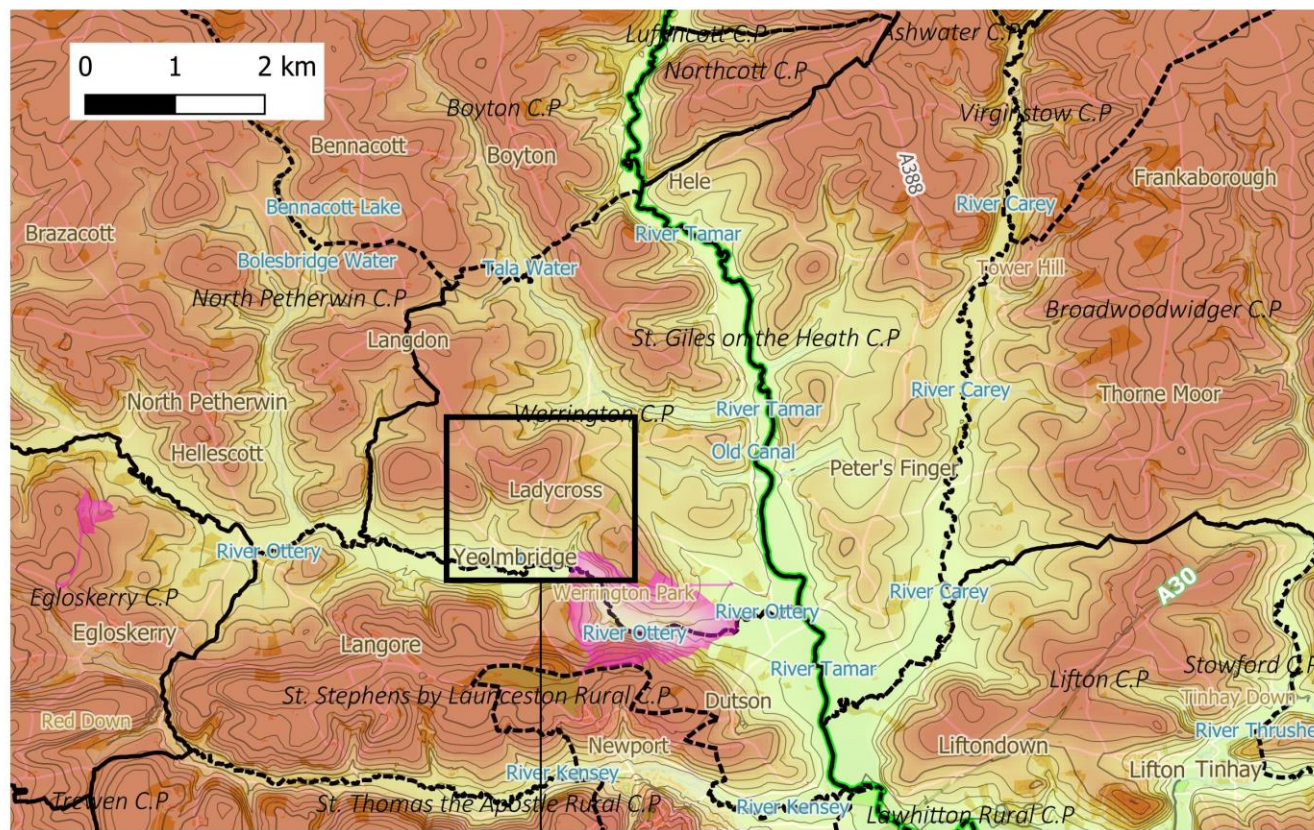 Luffincott C.P
Ashwater C.P
0 1 2 km
Northcott C.P
Boyton C.P
Virginstow C.P
Bennacott
Boyton
A388
Hele
Frankaborough
Bennacott Lake
River Carey
Brazacott
River Tamar
Bolesbridge Water
Tala Water
Tower Hill
North Petherwin C.P
Broadwoodwidger C.P
Langdon
St. Giles on the Heath C.P
River Carey
Thorne Moor
North Petherwin
Werrington C.P
River Tamar
Hellescott
Old Canal
Peter's Finger
Ladycross
River Ottery
Yeolmbridge
A30
Egloskerry C.P
Werrington Park
River Carey
River Ottery
Egloskerry
Langore
River Ottery
River Tamar
Stowford C.P
Lifton C.P
St. Stephens by Launceston Rural C.P
Dutson
Tinhay Down
Red Down
River Thrushe
Newport
Liftondown
River Kensey
Lifton Tinhay
Trewen C.P
St. Thomas the Apostle Rural C.P
River Kensey
Lawhitton Rural C.P